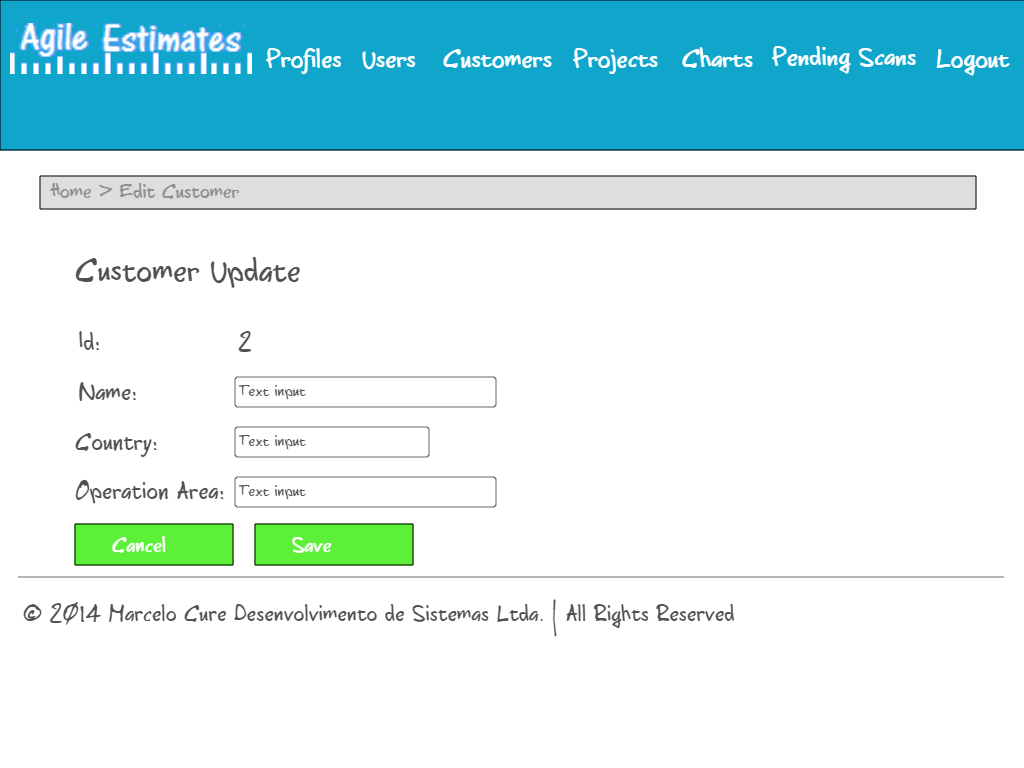 Agile Estimates
Profiles Users Customers Projects Charts Pending Scans Logout
Home > Edit Customer
Customer Update
Id: 2
Name: Text input
Country: Text input
Operation Area: Text input
Cancel Save
© 2014 Marcelo Cure Desenvolvimento de Sistemas Ltda. | All Rights Reserved